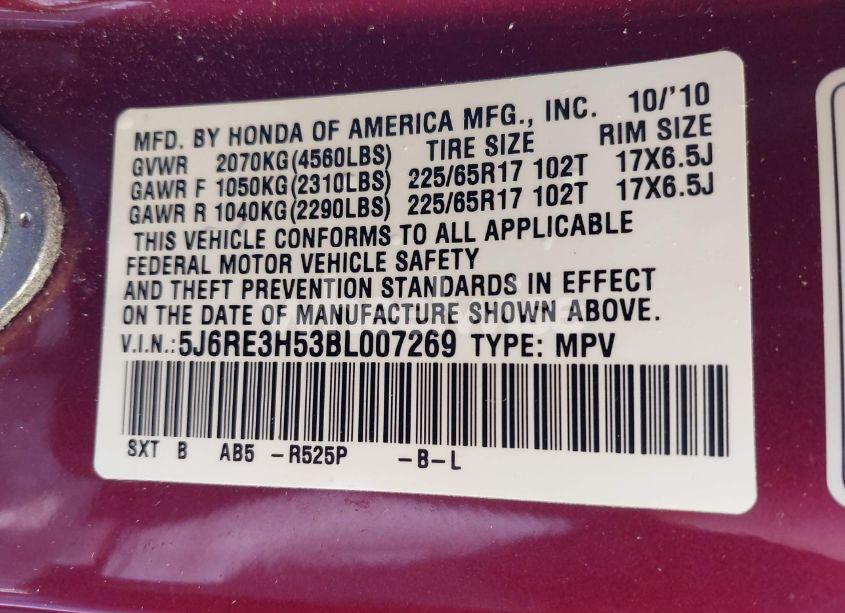 MFD. BY HONDA OF AMERICA MFG., INC. 10/'10
GVWR 2070KG(4560LBS) TIRE SIZE RIM SIZE
GAWR F 1050KG(2310LBS) 225/65R17 102T 17X6.5J
GAWR R 1040KG(2290LBS) 225/65R17 102T 17X6.5J
THIS VEHICLE CONFORMS TO ALL APPLICABLE
FEDERAL MOTOR VEHICLE SAFETY
AND THEFT PREVENTION STANDARDS IN EFFECT
ON THE DATE OF MANUFACTURE SHOWN ABOVE.
V.I.N.:5J6RE3H53BL007269 TYPE: MPV
SXT B AB5 -R525P -B-L